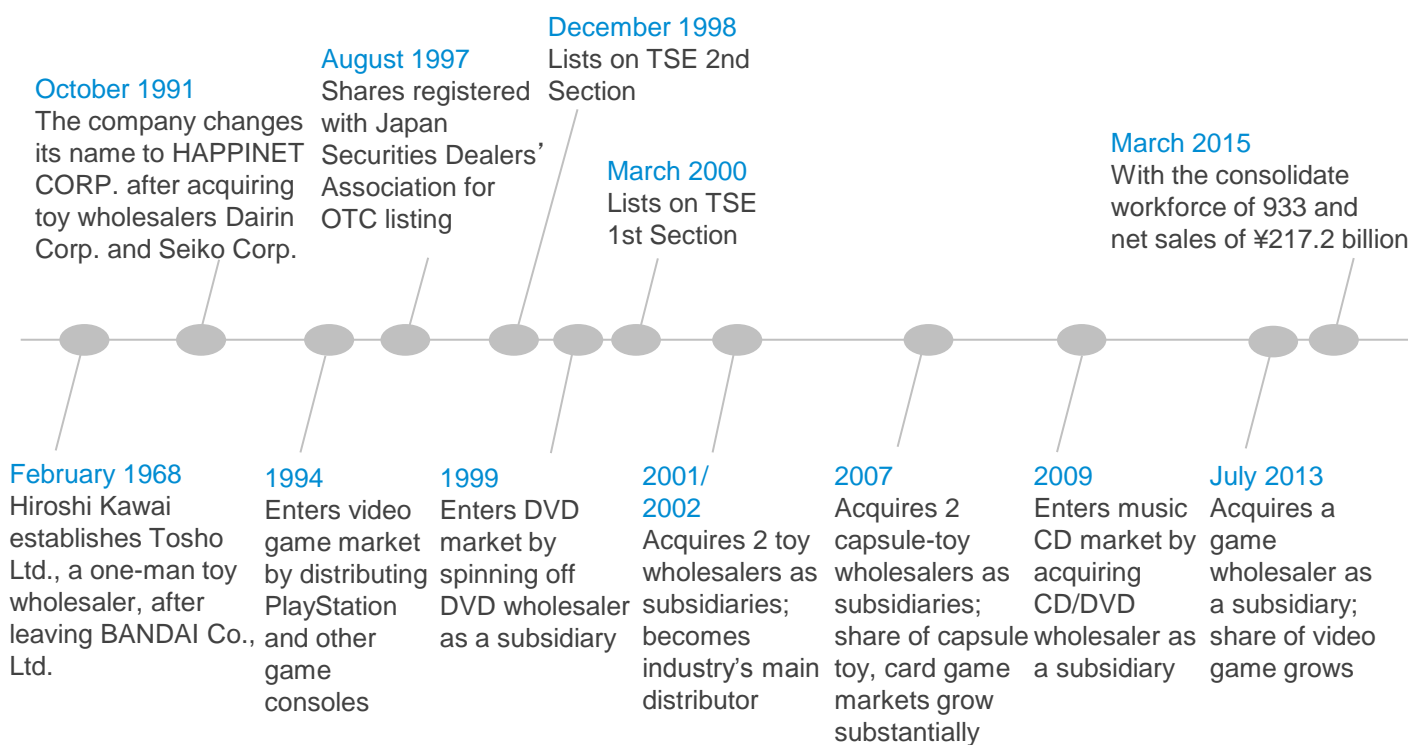 October 1991
The company changes
its name to HAPPINET
CORP. after acquiring
toy wholesalers Dairin
Corp. and Seiko Corp.
August 1997
Shares registered
with Japan
Securities Dealers’
Association for
OTC listing
December 1998
Lists on TSE 2nd
Section
March 2000
Lists on TSE
1st Section
March 2015
With the consolidate
workforce of 933 and
net sales of ¥217.2 billion
February 1968
Hiroshi Kawai
establishes Tosho
Ltd., a one-man toy
wholesaler, after
leaving BANDAI Co.,
Ltd.
1994
Enters video
game market
by distributing
PlayStation
and other
game
consoles
1999
Enters DVD
market by
spinning off
DVD wholesaler
as a subsidiary
2001/
2002
Acquires 2 toy
wholesalers as
subsidiaries;
becomes
industry’s main
distributor
2007
Acquires 2
capsule-toy
wholesalers as
subsidiaries;
share of capsule
toy, card game
markets grow
substantially
2009
Enters music
CD market by
acquiring
CD/DVD
wholesaler as
a subsidiary
July 2013
Acquires a
game
wholesaler as
a subsidiary;
share of video
game grows